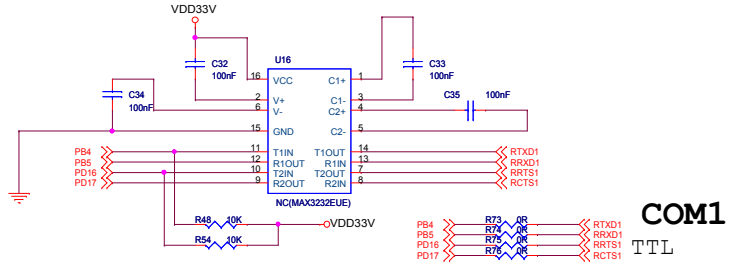 VDD33V
U16
C32
100nF
C33
100nF
C34
100nF
C35 100nF
16 VCC C1+ 1
2 V+ C1- 3
6 V- C2+ 4
15 GND C2- 5
PB4 11 T1IN T1OUT 14 RTXD1
PB5 12 R1OUT R1IN 13 RRXD1
PD16 10 T2IN T2OUT 7 RRTS1
PD17 9 R2OUT R2IN 8 RCTS1
NC(MAX3232EUE)
R48 10K
VDD33V
R54 10K
COM1
TTL
PB4 R73 0R RTXD1
PB5 R74 0R RRXD1
PD16 R75 0R RRTS1
PD17 R76 0R RCTS1